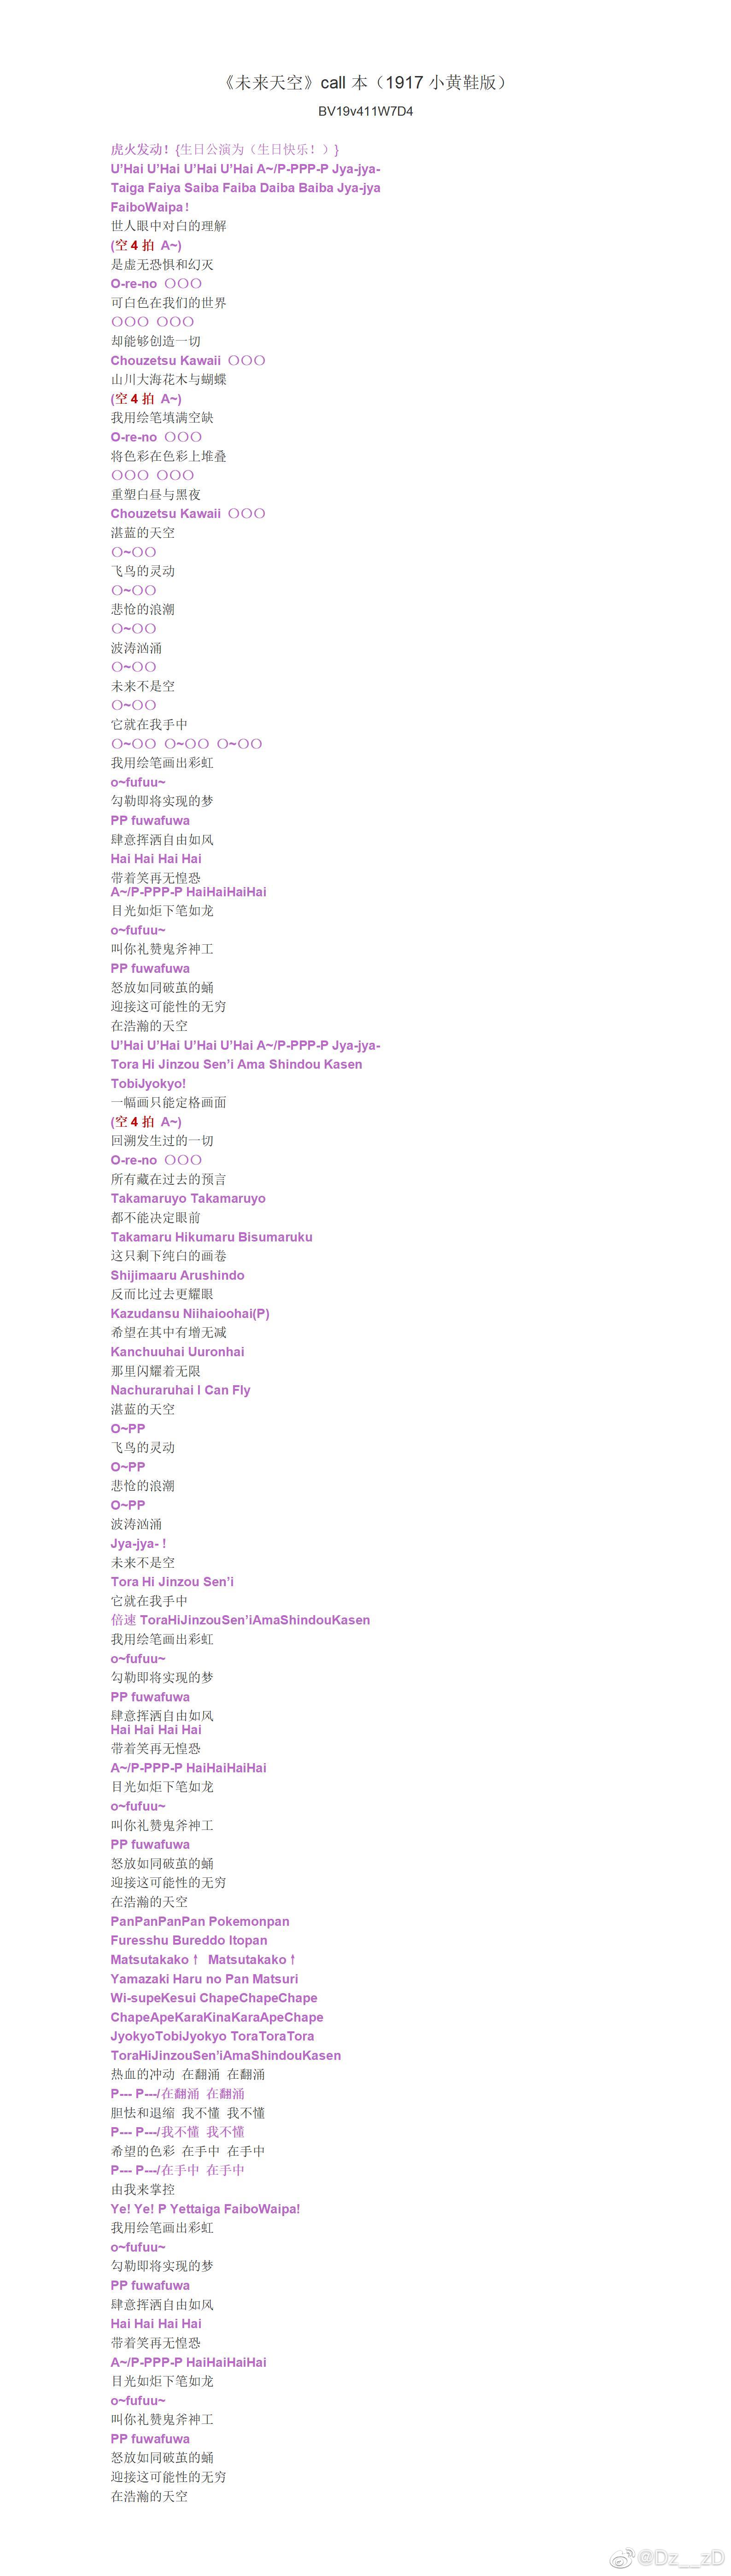 《未来天空》call 本（1917 小黄鞋版）
BV19v411W7D4
虎火发动！{生日公演为（生日快乐！）}
U’Hai U’Hai U’Hai U’Hai A~/P-PPP-P Jya-jya-
Taiga Faiya Saiba Faiba Daiba Baiba Jya-jya
FaiboWaipa！
世人眼中对白的理解
(空 4 拍 A~)
是虚无恐惧和幻灭
O-re-no 〇〇〇
可白色在我们的世界
〇〇〇 〇〇〇
却能够创造一切
Chouzetsu Kawaii 〇〇〇
山川大海花木与蝴蝶
(空 4 拍 A~)
我用绘笔填满空缺
O-re-no 〇〇〇
将色彩在色彩上堆叠
〇〇〇 〇〇〇
重塑白昼与黑夜
Chouzetsu Kawaii 〇〇〇
湛蓝的天空
〇~〇〇
飞鸟的灵动
〇~〇〇
悲怆的浪潮
〇~〇〇
波涛汹涌
〇~〇〇
未来不是空
〇~〇〇
它就在我手中
〇~〇〇 〇~〇〇 〇~〇〇
我用绘笔画出彩虹
o~fufuu~
勾勒即将实现的梦
PP fuwafuwa
肆意挥洒自由如风
Hai Hai Hai Hai
带着笑再无惶恐
A~/P-PPP-P HaiHaiHaiHai
目光如炬下笔如龙
o~fufuu~
叫你礼赞鬼斧神工
PP fuwafuwa
怒放如同破茧的蛹
迎接这可能性的无穷
在浩瀚的天空
U’Hai U’Hai U’Hai U’Hai A~/P-PPP-P Jya-jya-
Tora Hi Jinzou Sen’i Ama Shindou Kasen
TobiJyokyo!
一幅画只能定格画面
(空 4 拍 A~)
回溯发生过的一切
O-re-no 〇〇〇
所有藏在过去的预言
Takamaruyo Takamaruyo
都不能决定眼前
Takamaru Hikumaru Bisumaruku
这只剩下纯白的画卷
Shijimaaru Arushindo
反而比过去更耀眼
Kazudansu Niihaioohai(P)
希望在其中有增无减
Kanchuuhai Uuronhai
那里闪耀着无限
Nachuraruhai I Can Fly
湛蓝的天空
O~PP
飞鸟的灵动
O~PP
悲怆的浪潮
O~PP
波涛汹涌
Jya-jya-！
未来不是空
Tora Hi Jinzou Sen’i
它就在我手中
倍速 ToraHiJinzouSen’iAmaShindouKasen
我用绘笔画出彩虹
o~fufuu~
勾勒即将实现的梦
PP fuwafuwa
肆意挥洒自由如风
Hai Hai Hai Hai
带着笑再无惶恐
A~/P-PPP-P HaiHaiHaiHai
目光如炬下笔如龙
o~fufuu~
叫你礼赞鬼斧神工
PP fuwafuwa
怒放如同破茧的蛹
迎接这可能性的无穷
在浩瀚的天空
PanPanPanPan Pokemonpan
Furesshu Bureddo Itopan
Matsutakako↑ Matsutakako↑
Yamazaki Haru no Pan Matsuri
Wi-supeKesui ChapeChapeChape
ChapeApeKaraKinaKaraApeChape
JyokyoTobiJyokyo ToraToraTora
ToraHiJinzouSen’iAmaShindouKasen
热血的冲动 在翻涌 在翻涌
P--- P---/在翻涌 在翻涌
胆怯和退缩 我不懂 我不懂
P--- P---/我不懂 我不懂
希望的色彩 在手中 在手中
P--- P---/在手中 在手中
由我来掌控
Ye! Ye! P Yettaiga FaiboWaipa!
我用绘笔画出彩虹
o~fufuu~
勾勒即将实现的梦
PP fuwafuwa
肆意挥洒自由如风
Hai Hai Hai Hai
带着笑再无惶恐
A~/P-PPP-P HaiHaiHaiHai
目光如炬下笔如龙
o~fufuu~
叫你礼赞鬼斧神工
PP fuwafuwa
怒放如同破茧的蛹
迎接这可能性的无穷
在浩瀚的天空
@Dz__zD